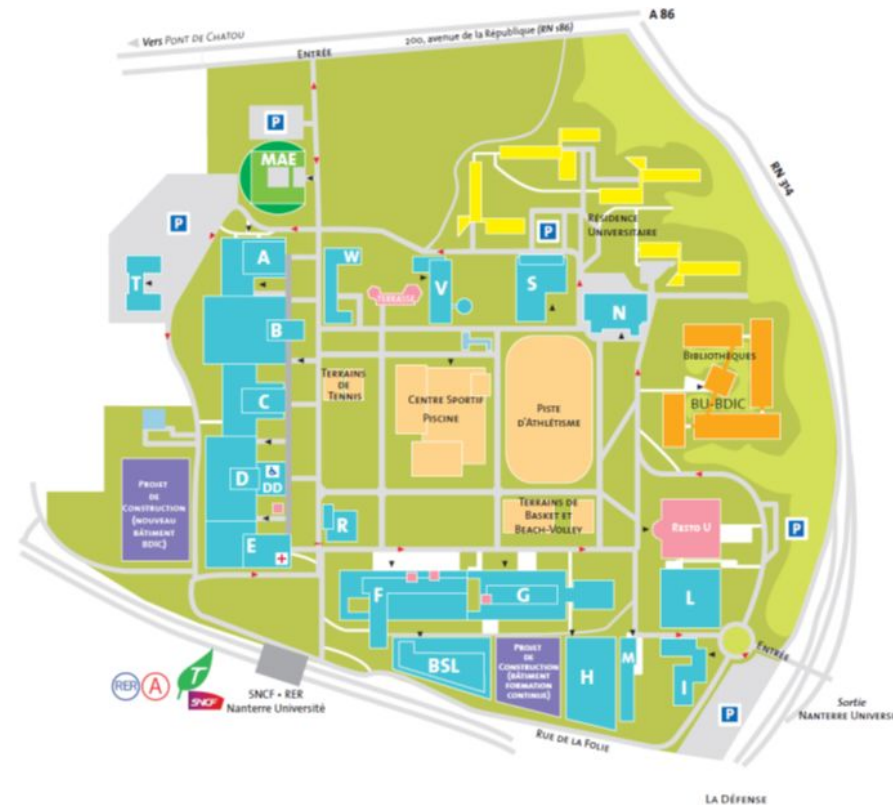 A 86
Vers PONT DE CHATOU
200, AVENUE DE LA RÉPUBLIQUE (RN 186)
ENTRÉE
P
MAE
RN 314
P
RÉSIDENCE
UNIVERSITAIRE
P
A
W
T
V
S
TERRASSE
N
B
BIBLIOTHÈQUES
TERRAINS
DE
TENNIS
CENTRE SPORTIF
PISCINE
PISTE
D'ATHLÉTISME
BU-BDIC
C
D
DD
PROJET
DE
CONSTRUCTION
(NOUVEAU
BÂTIMENT
BDIC)
TERRAINS DE
BASKET ET
BEACH-VOLLEY
R
RESTO U
P
E
F
G
L
BSL
PROJET
DE
CONSTRUCTION
(BÂTIMENT
FORMATION
CONTINUE)
H
M
I
ENTRÉE
RER A
T
SNCF
SNCF • RER
Nanterre Université
P
Sortie
NANTERRE UNIVERS
RUE DE LA FOLIE
LA DÉFENSE